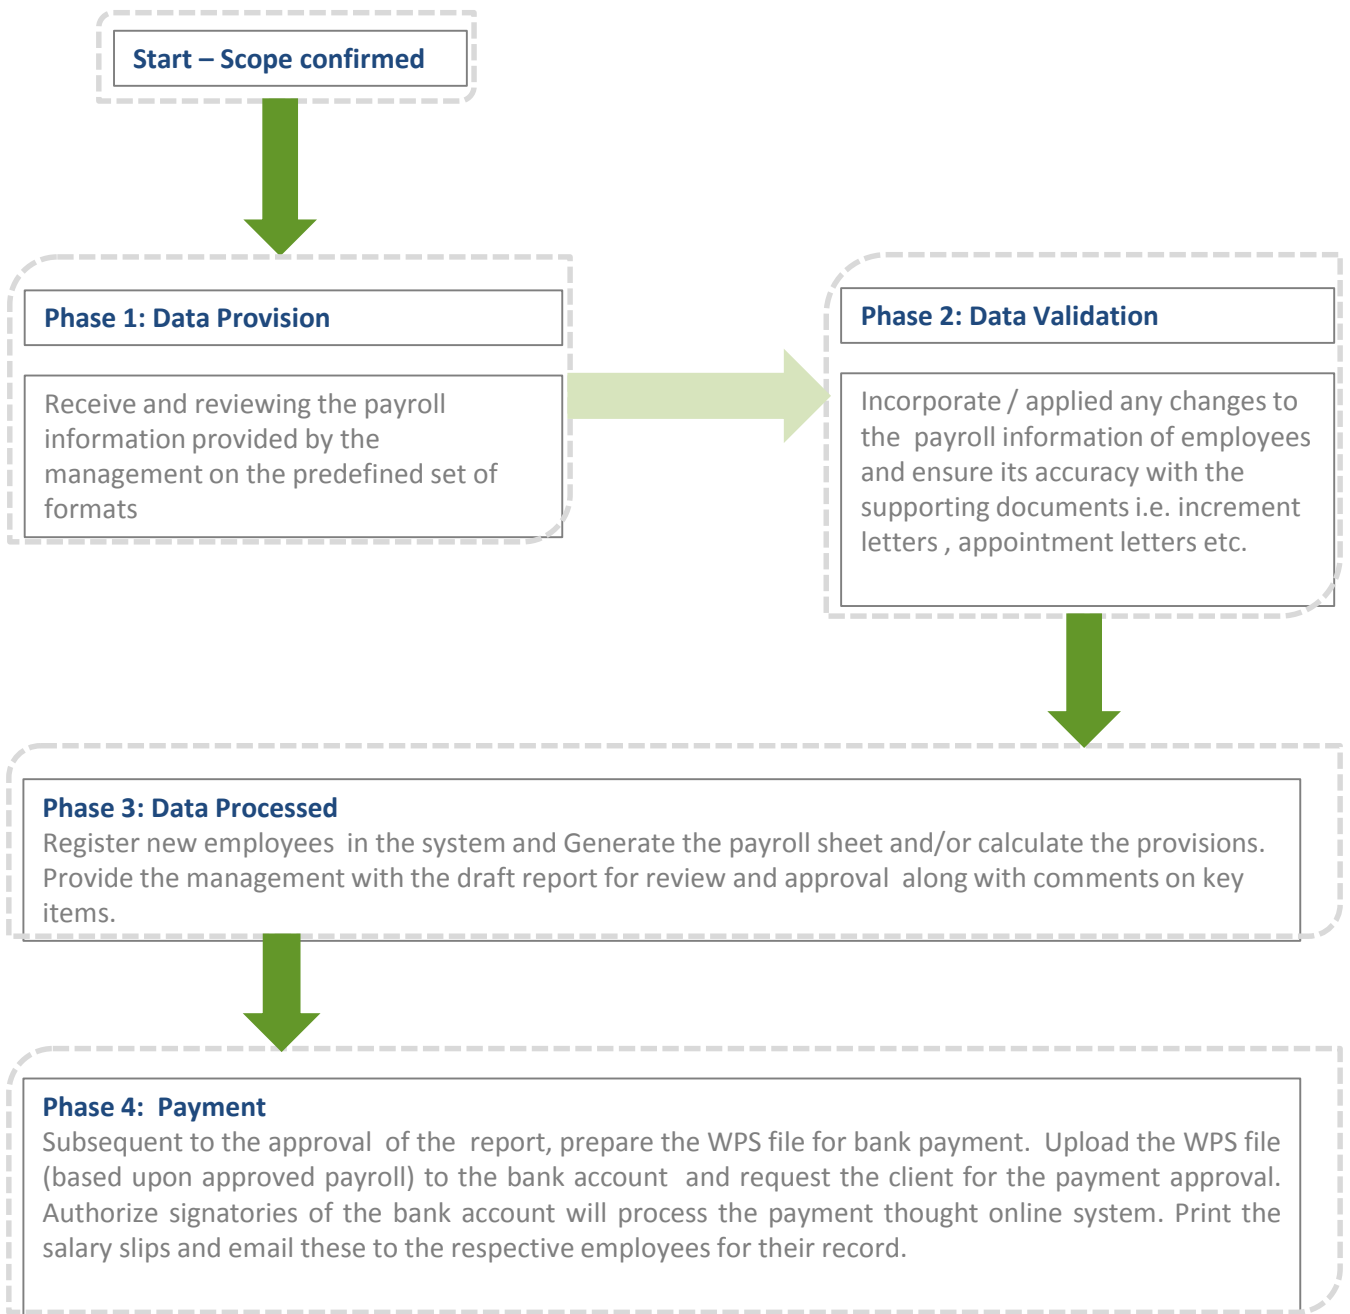 Start – Scope confirmed
Phase 1: Data Provision
Receive and reviewing the payroll
information provided by the
management on the predefined set of
formats
Phase 2: Data Validation
Incorporate / applied any changes to
the payroll information of employees
and ensure its accuracy with the
supporting documents i.e. increment
letters , appointment letters etc.
Phase 3: Data Processed
Register new employees in the system and Generate the payroll sheet and/or calculate the provisions.
Provide the management with the draft report for review and approval along with comments on key
items.
Phase 4: Payment
Subsequent to the approval of the report, prepare the WPS file for bank payment. Upload the WPS file
(based upon approved payroll) to the bank account and request the client for the payment approval.
Authorize signatories of the bank account will process the payment thought online system. Print the
salary slips and email these to the respective employees for their record.